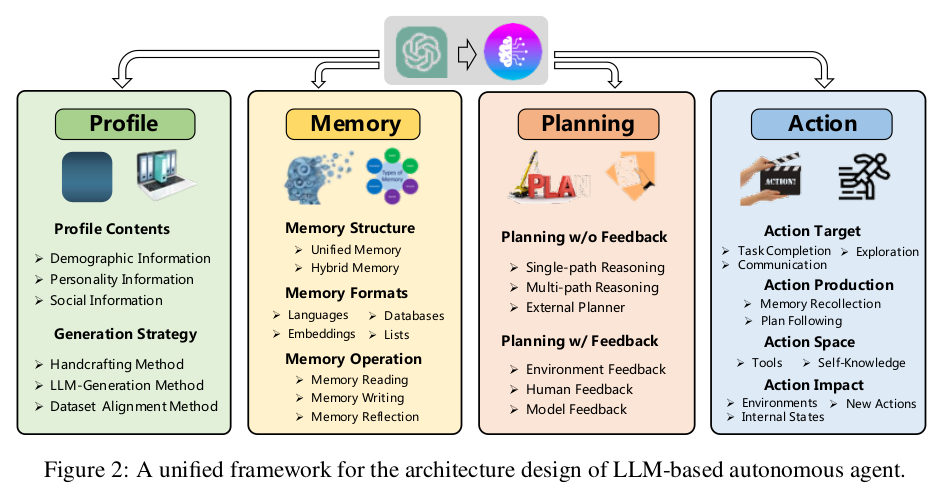 Profile
Profile Contents
➢ Demographic Information
➢ Personality Information
➢ Social Information
Generation Strategy
➢ Handcrafting Method
➢ LLM-Generation Method
➢ Dataset Alignment Method
Memory
Types of
Memory
Memory Structure
➢ Unified Memory
➢ Hybrid Memory
Memory Formats
➢ Languages ➢ Databases
➢ Embeddings ➢ Lists
Memory Operation
➢ Memory Reading
➢ Memory Writing
➢ Memory Reflection
Planning
PLAN
Planning w/o Feedback
➢ Single-path Reasoning
➢ Multi-path Reasoning
➢ External Planner
Planning w/ Feedback
➢ Environment Feedback
➢ Human Feedback
➢ Model Feedback
Action
ACTION!
Action Target
➢ Task Completion ➢ Exploration
➢ Communication
Action Production
➢ Memory Recollection
➢ Plan Following
Action Space
➢ Tools ➢ Self-Knowledge
Action Impact
➢ Environments ➢ New Actions
➢ Internal States
Figure 2: A unified framework for the architecture design of LLM-based autonomous agent.